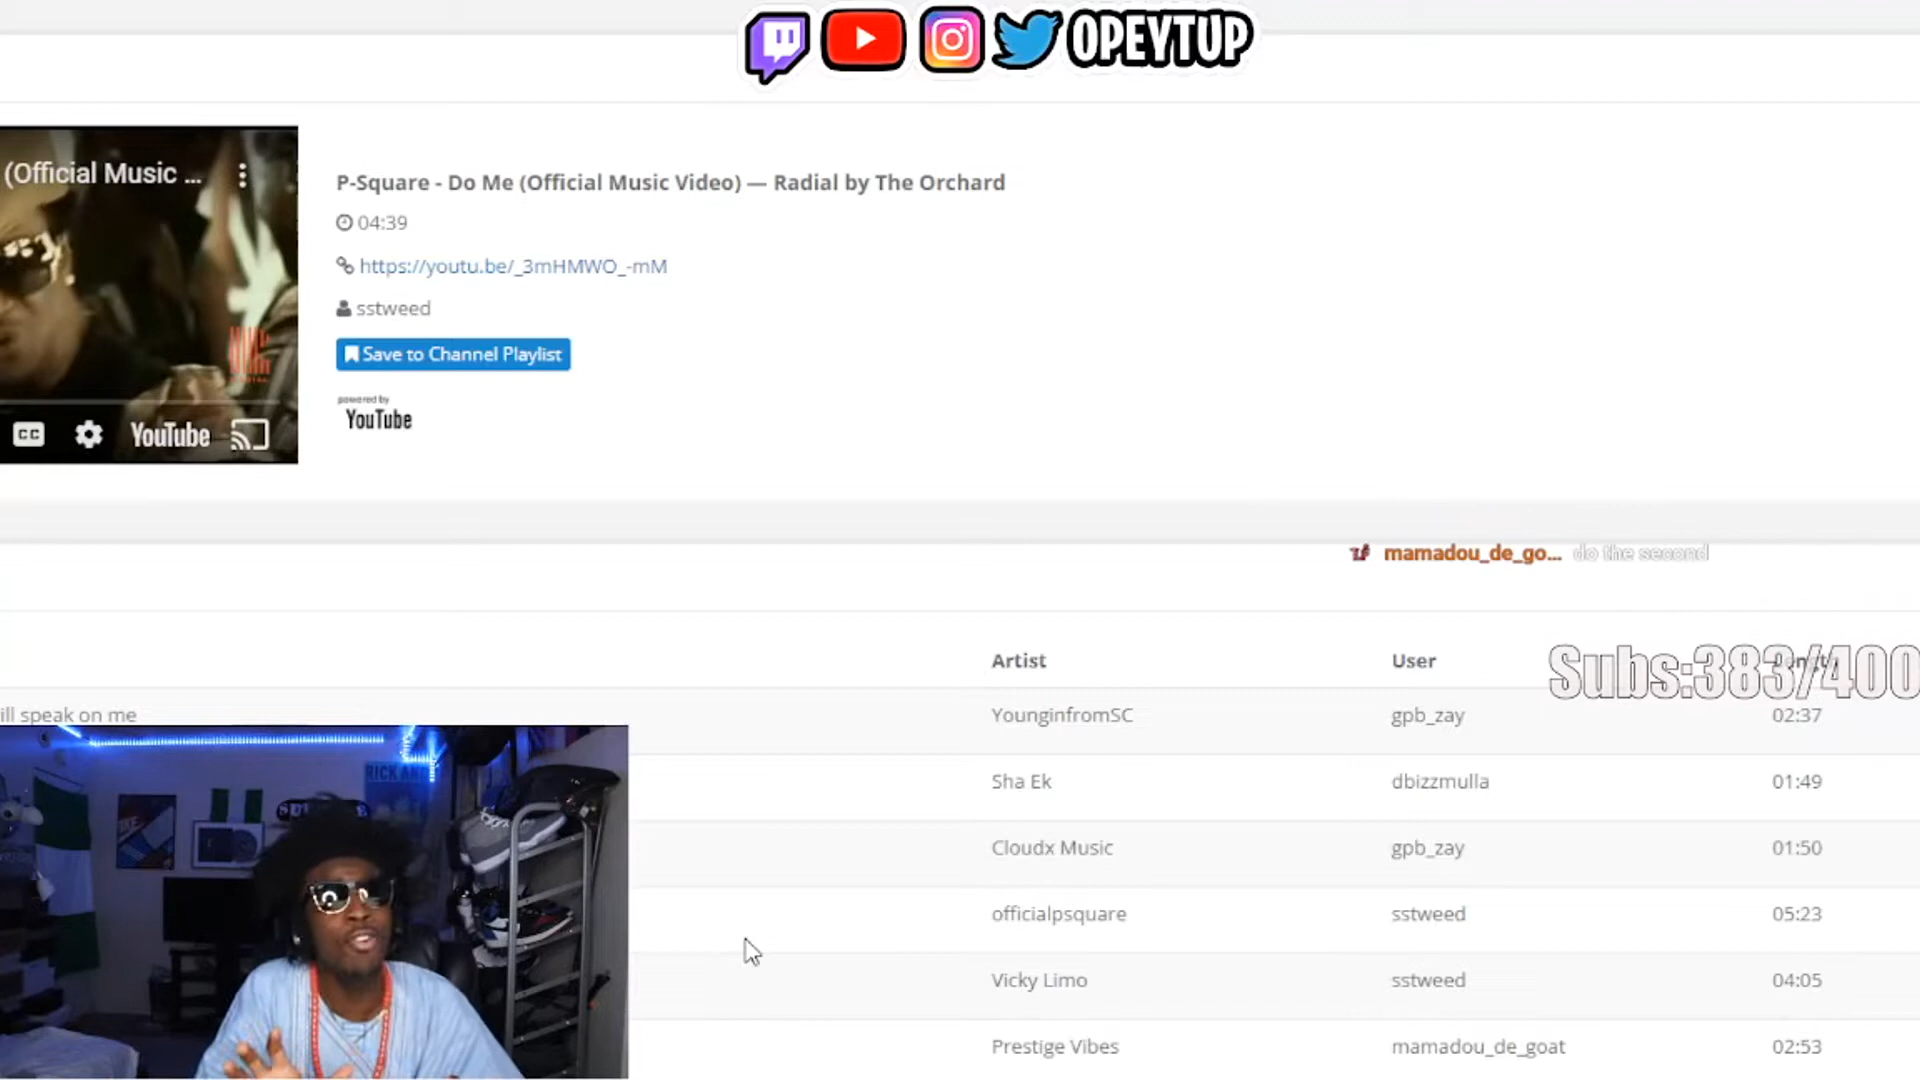 OPEYTUP
(Official Music ...
P-Square - Do Me (Official Music Video) — Radial by The Orchard
04:39
https://youtu.be/_3mHMWO_-mM
sstweed
Save to Channel Playlist
powered by
YouTube
CC YouTube
mamadou_de_go... do the second
Artist User
Subs:383/400
ill speak on me YounginfromSC gpb_zay 02:37
Sha Ek dbizzmulla 01:49
Cloudx Music gpb_zay 01:50
officialpsquare sstweed 05:23
Vicky Limo sstweed 04:05
Prestige Vibes mamadou_de_goat 02:53
RICK AN